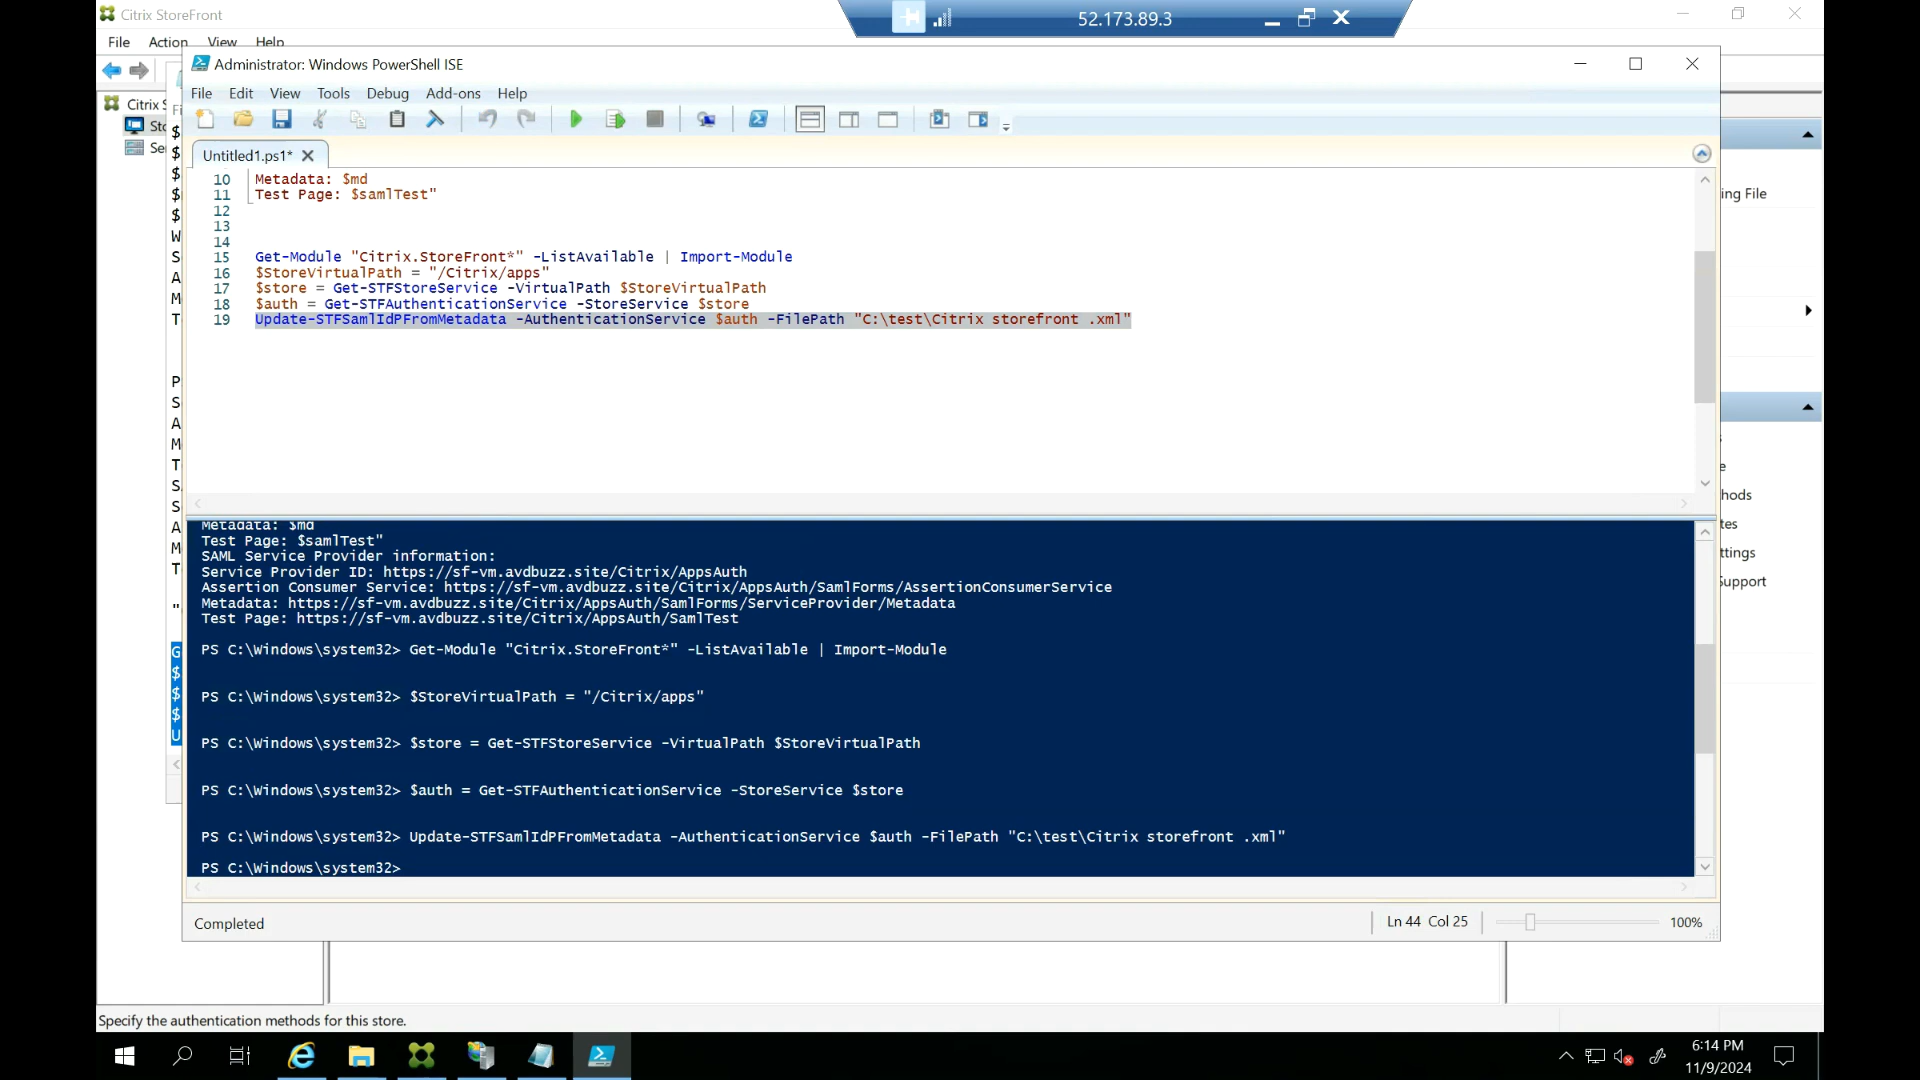 Citrix StoreFront
52.173.89.3
File Action View Help
Administrator: Windows PowerShell ISE
File Edit View Tools Debug Add-ons Help
Untitled1.ps1* X
10 Metadata: $md
11 Test Page: $samlTest"
12
13
14
15 Get-Module "Citrix.StoreFront*" -ListAvailable | Import-Module
16 $StoreVirtualPath = "/Citrix/apps"
17 $store = Get-STFStoreService -VirtualPath $StoreVirtualPath
18 $auth = Get-STFAuthenticationService -StoreService $store
19 Update-STFSamlIdPFromMetadata -AuthenticationService $auth -FilePath "C:\test\Citrix storefront .xml"
Citrix S
Sto
Se
ing File
hods
tes
ttings
Support
Metadata: $md
Test Page: $samlTest"
SAML Service Provider information:
Service Provider ID: https://sf-vm.avdbuzz.site/Citrix/AppsAuth
Assertion Consumer Service: https://sf-vm.avdbuzz.site/Citrix/AppsAuth/SamlForms/AssertionConsumerService
Metadata: https://sf-vm.avdbuzz.site/Citrix/AppsAuth/SamlForms/ServiceProvider/Metadata
Test Page: https://sf-vm.avdbuzz.site/Citrix/AppsAuth/SamlTest
PS C:\Windows\system32> Get-Module "Citrix.StoreFront*" -ListAvailable | Import-Module
PS C:\Windows\system32> $StoreVirtualPath = "/Citrix/apps"
PS C:\Windows\system32> $store = Get-STFStoreService -VirtualPath $StoreVirtualPath
PS C:\Windows\system32> $auth = Get-STFAuthenticationService -StoreService $store
PS C:\Windows\system32> Update-STFSamlIdPFromMetadata -AuthenticationService $auth -FilePath "C:\test\Citrix storefront .xml"
PS C:\Windows\system32>
Completed
Ln 44 Col 25
100%
Specify the authentication methods for this store.
6:14 PM
11/9/2024